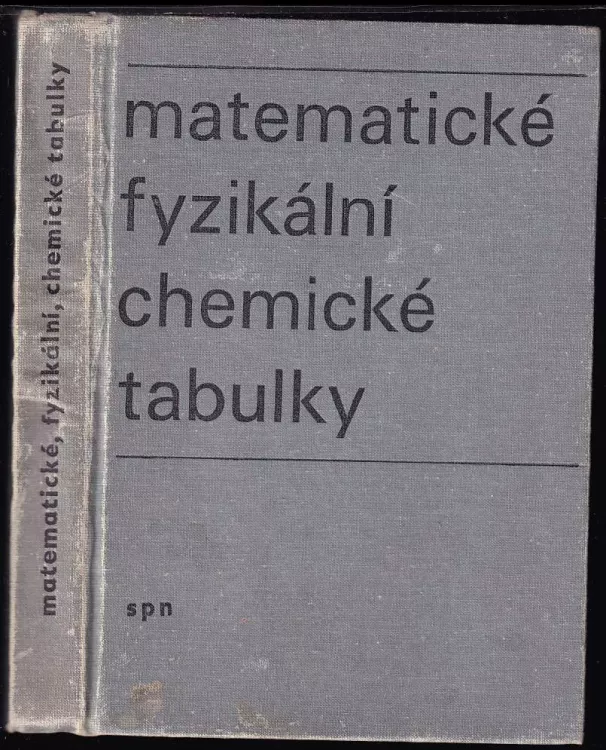 matematické, fyzikální, chemické tabulky
matematické
fyzikální
chemické
tabulky
spn